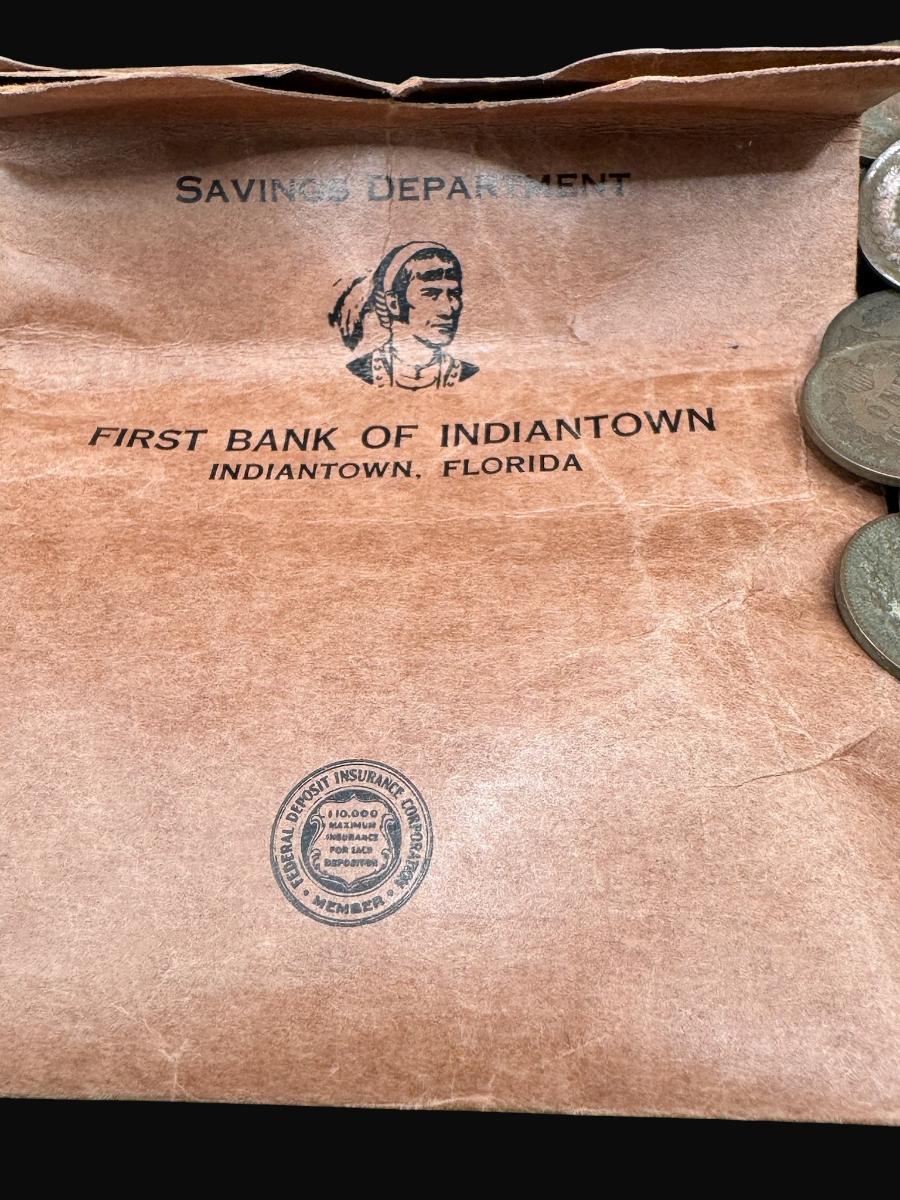 SAVINGS DEPARTMENT
FIRST BANK OF INDIANTOWN
INDIANTOWN, FLORIDA
FEDERAL DEPOSIT INSURANCE CORPORATION
$10,000
MAXIMUM
INSURANCE
FOR EACH
DEPOSITOR
• MEMBER •